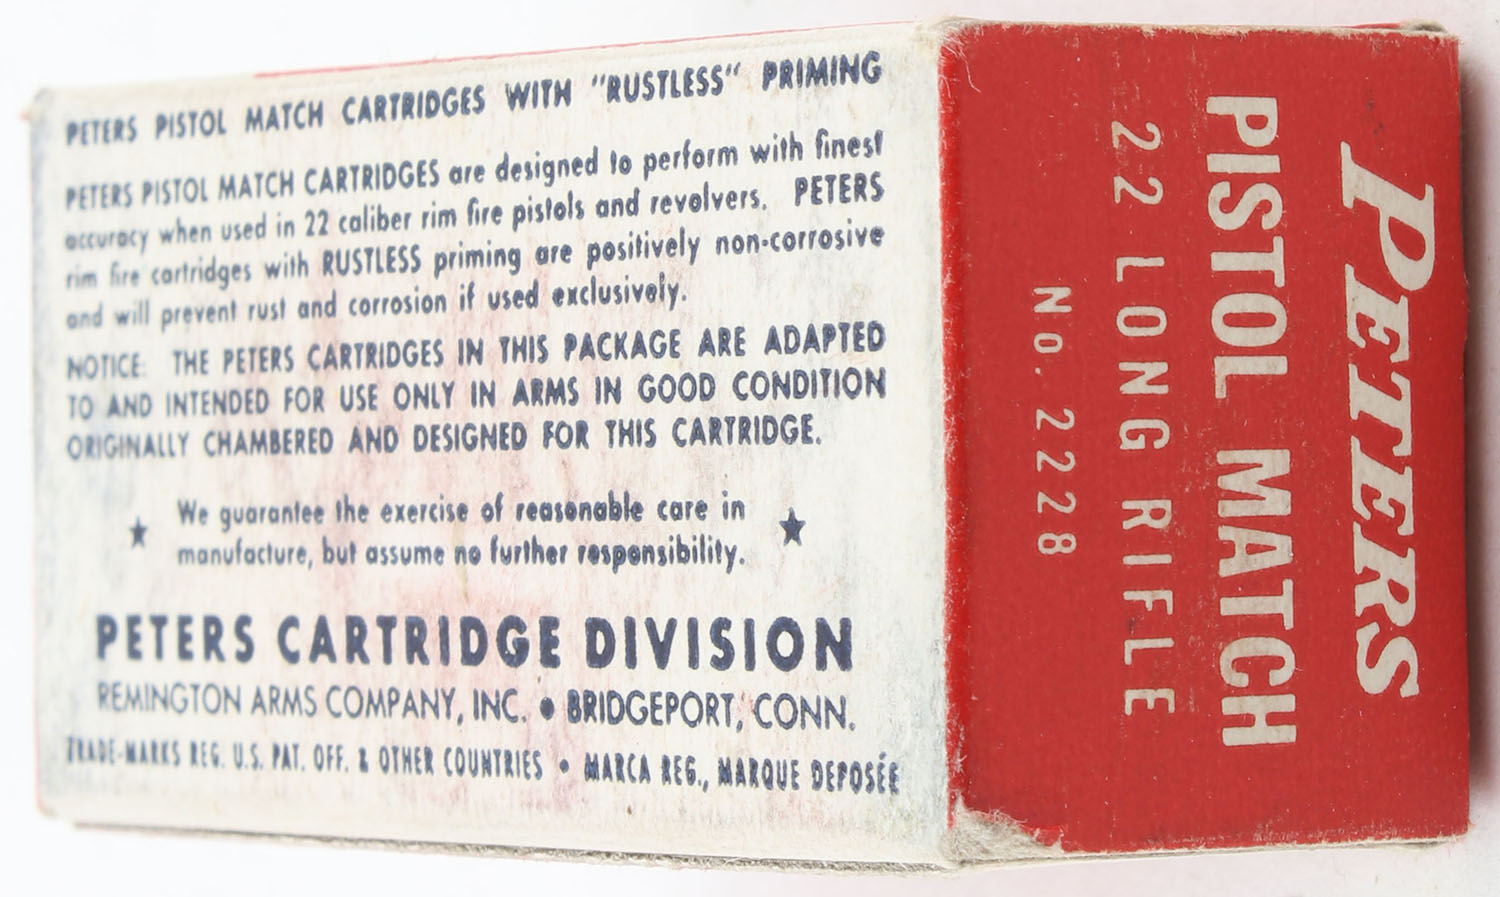 PETERS PISTOL MATCH CARTRIDGES WITH "RUSTLESS" PRIMING
PETERS PISTOL MATCH CARTRIDGES are designed to perform with finest
accuracy when used in 22 caliber rim fire pistols and revolvers. PETERS
rim fire cartridges with RUSTLESS priming are positively non-corrosive
and will prevent rust and corrosion if used exclusively.
NOTICE: THE PETERS CARTRIDGES IN THIS PACKAGE ARE ADAPTED
TO AND INTENDED FOR USE ONLY IN ARMS IN GOOD CONDITION
ORIGINALLY CHAMBERED AND DESIGNED FOR THIS CARTRIDGE.
★ We guarantee the exercise of reasonable care in ★
manufacture, but assume no further responsibility.
PETERS CARTRIDGE DIVISION
REMINGTON ARMS COMPANY, INC. • BRIDGEPORT, CONN.
TRADE-MARKS REG. U.S. PAT. OFF. & OTHER COUNTRIES • MARCA REG., MARQUE DEPOSÉE
PETERS
PISTOL MATCH
22 LONG RIFLE
No. 2228